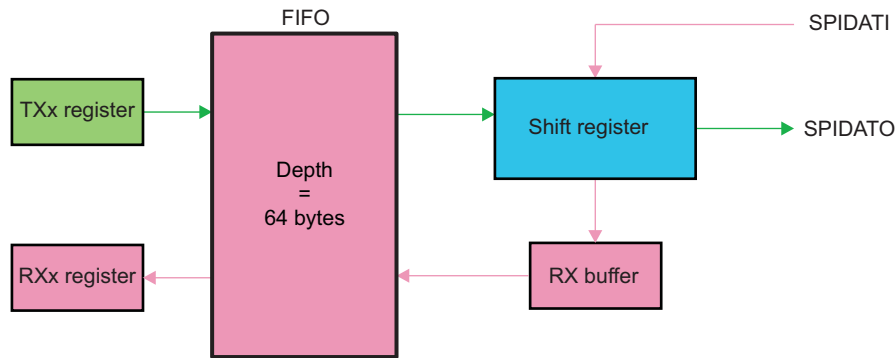 FIFO
SPIDATI
TXx register
Shift register
SPIDATO
Depth
=
64 bytes
RXx register
RX buffer